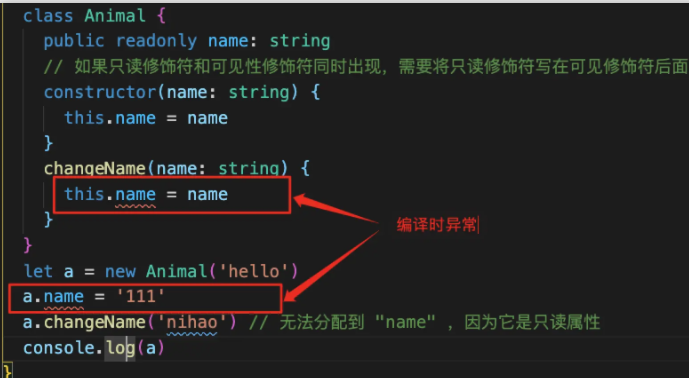 class Animal {
public readonly name: string
// 如果只读修饰符和可见性修饰符同时出现，需要将只读修饰符写在可见修饰符后面
constructor(name: string) {
this.name = name
}
changeName(name: string) {
this.name = name
}
编译时异常
}
let a = new Animal('hello')
a.name = '111'
a.changeName('nihao') // 无法分配到 "name" ，因为它是只读属性
console.log(a)
}